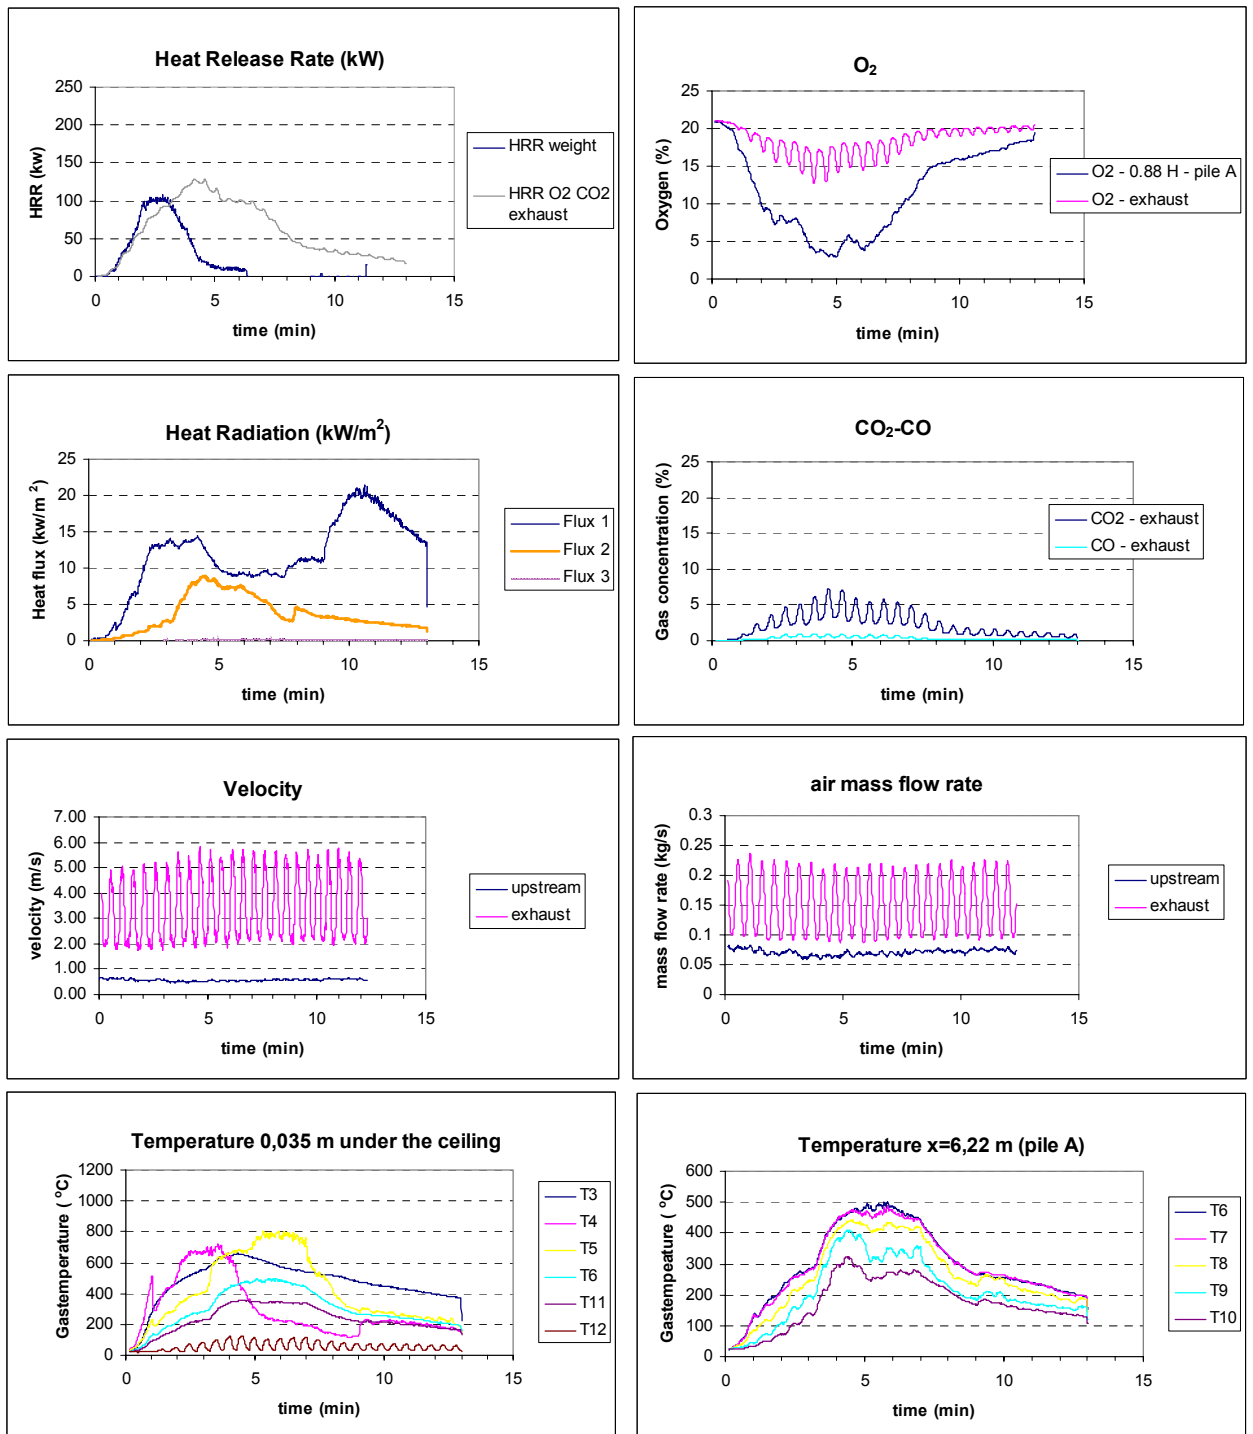 Heat Release Rate (kW)
250
200
150
100
50
0
HRR (kw)
0 5 10 15
time (min)
HRR weight
HRR O2 CO2
exhaust
O2
25
20
15
10
5
0
Oxygen (%)
0 5 10 15
time (min)
O2 - 0.88 H - pile A
O2 - exhaust
Heat Radiation (kW/m2)
25
20
15
10
5
0
Heat flux (kw/m 2)
0 5 10 15
time (min)
Flux 1
Flux 2
Flux 3
CO2-CO
25
20
15
10
5
0
Gas concentration (%)
0 5 10 15
time (min)
CO2 - exhaust
CO - exhaust
Velocity
7.00
6.00
5.00
4.00
3.00
2.00
1.00
0.00
velocity (m/s)
0 5 10 15
time (min)
upstream
exhaust
air mass flow rate
0.3
0.25
0.2
0.15
0.1
0.05
0
mass flow rate (kg/s)
0 5 10 15
time (min)
upstream
exhaust
Temperature 0,035 m under the ceiling
1200
1000
800
600
400
200
0
Gastemperature ( °C)
0 5 10 15
time (min)
T3
T4
T5
T6
T11
T12
Temperature x=6,22 m (pile A)
600
500
400
300
200
100
0
Gastempeature ( °C)
0 5 10 15
time (min)
T6
T7
T8
T9
T10